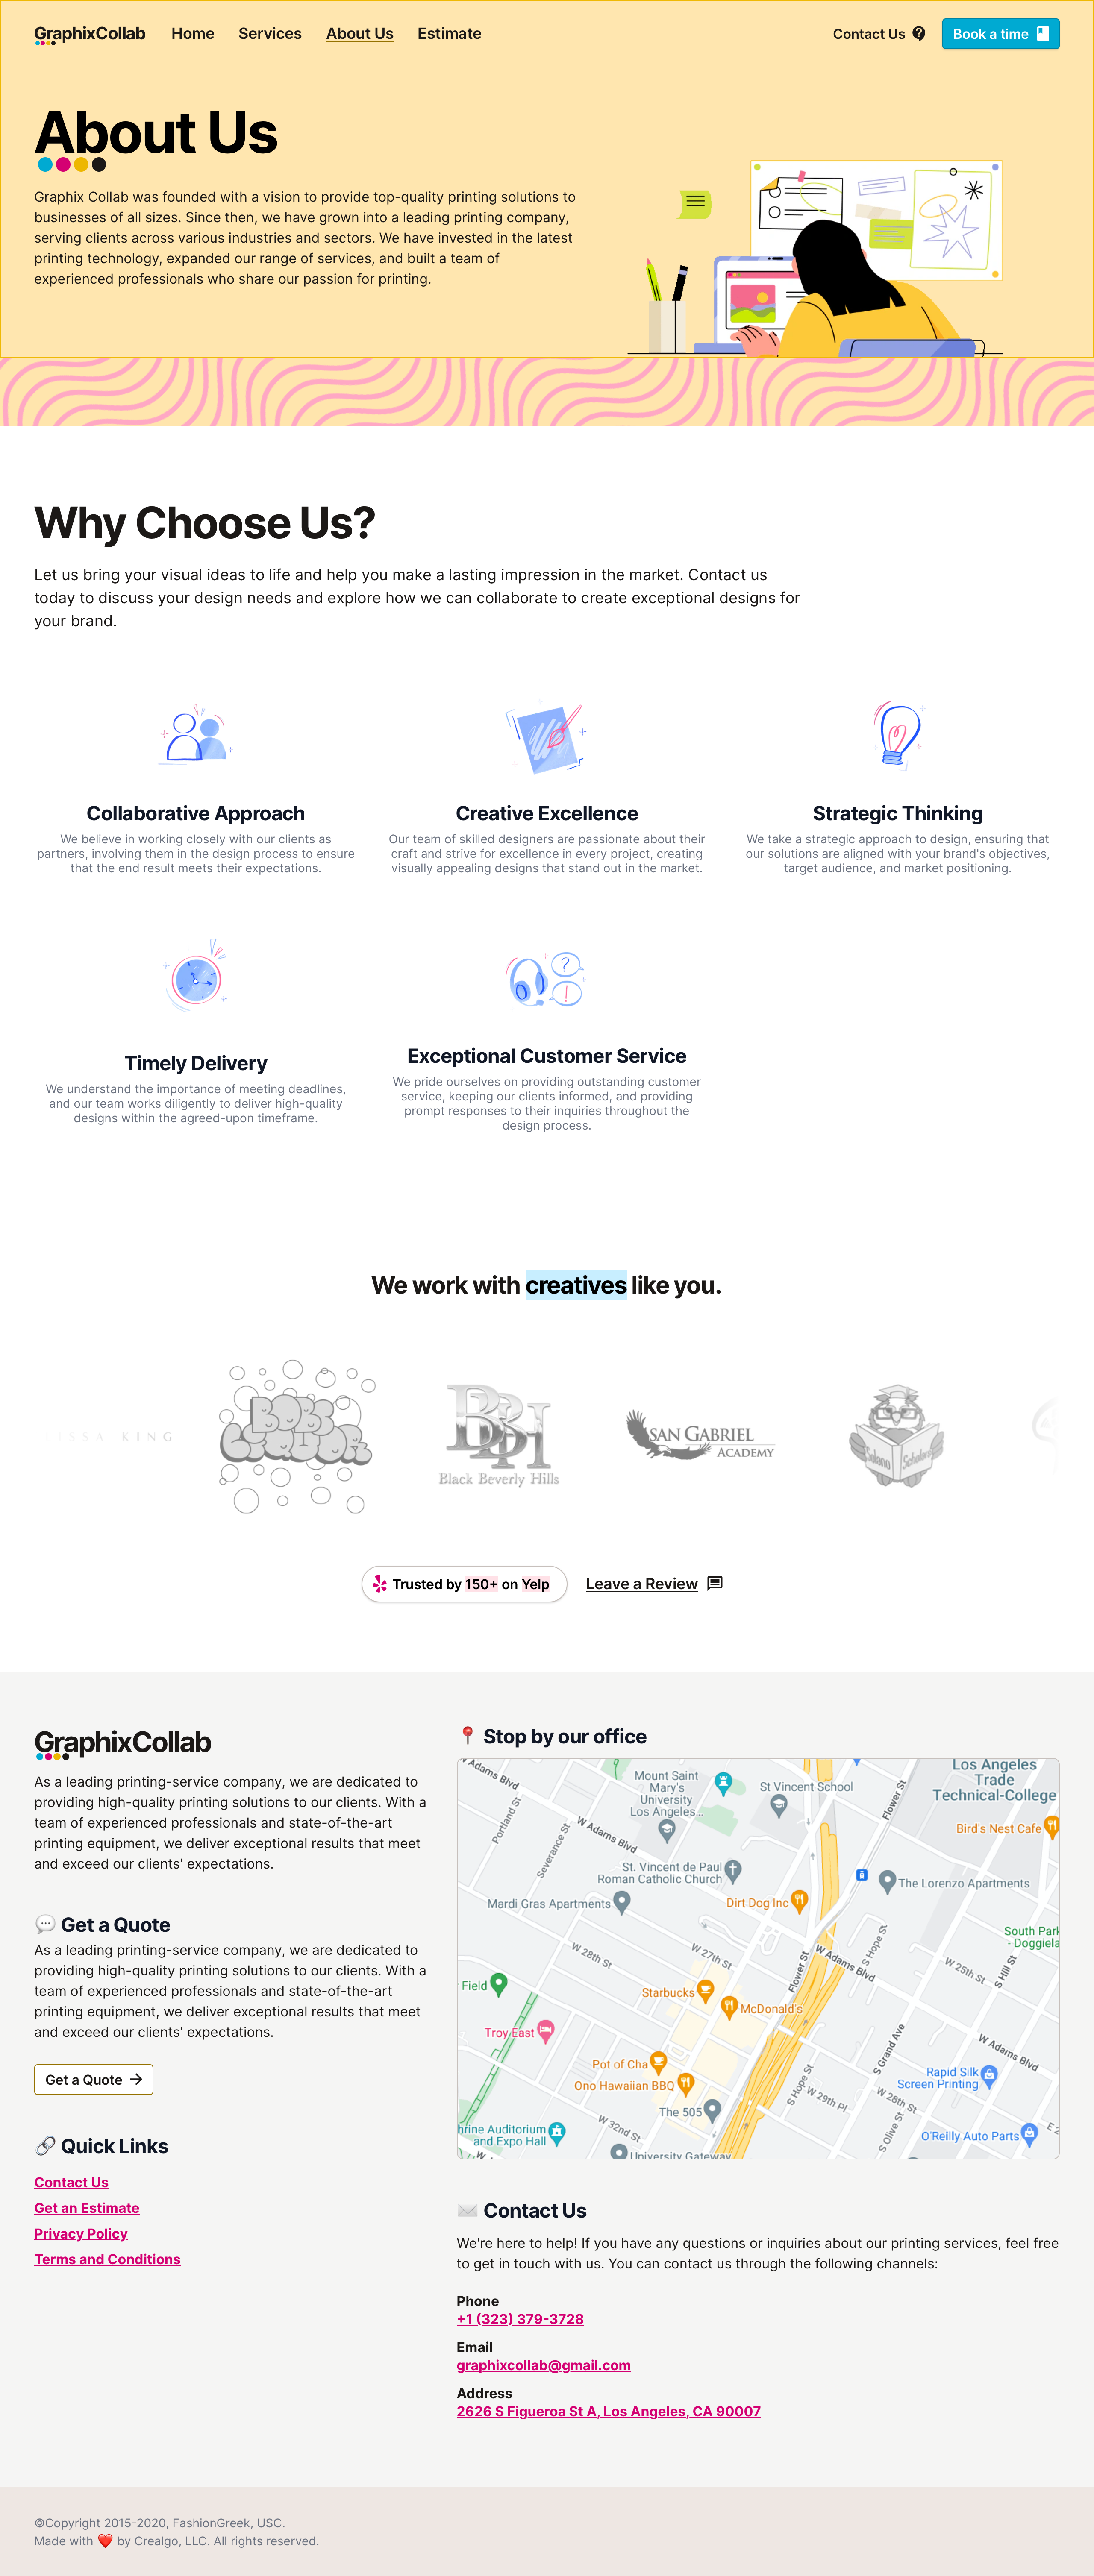 GraphixCollab
Home
Services
About Us
Estimate
Contact Us
Book a time
About Us
Graphix Collab was founded with a vision to provide top-quality printing solutions to
businesses of all sizes. Since then, we have grown into a leading printing company,
serving clients across various industries and sectors. We have invested in the latest
printing technology, expanded our range of services, and built a team of
experienced professionals who share our passion for printing.
Why Choose Us?
Let us bring your visual ideas to life and help you make a lasting impression in the market. Contact us
today to discuss your design needs and explore how we can collaborate to create exceptional designs for
your brand.
Collaborative Approach
We believe in working closely with our clients as
partners, involving them in the design process to ensure
that the end result meets their expectations.
Creative Excellence
Our team of skilled designers are passionate about their
craft and strive for excellence in every project, creating
visually appealing designs that stand out in the market.
Strategic Thinking
We take a strategic approach to design, ensuring that
our solutions are aligned with your brand's objectives,
target audience, and market positioning.
Timely Delivery
We understand the importance of meeting deadlines,
and our team works diligently to deliver high-quality
designs within the agreed-upon timeframe.
Exceptional Customer Service
We pride ourselves on providing outstanding customer
service, keeping our clients informed, and providing
prompt responses to their inquiries throughout the
design process.
We work with creatives like you.
ISSA KING
BOB'S
LIQUOR
BBH
Black Beverly Hills
SAN GABRIEL
ACADEMY
Solano Scholars
Trusted by 150+ on Yelp
Leave a Review
GraphixCollab
As a leading printing-service company, we are dedicated to
providing high-quality printing solutions to our clients. With a
team of experienced professionals and state-of-the-art
printing equipment, we deliver exceptional results that meet
and exceed our clients' expectations.
💬 Get a Quote
As a leading printing-service company, we are dedicated to
providing high-quality printing solutions to our clients. With a
team of experienced professionals and state-of-the-art
printing equipment, we deliver exceptional results that meet
and exceed our clients' expectations.
Get a Quote
🔗 Quick Links
Contact Us
Get an Estimate
Privacy Policy
Terms and Conditions
📍 Stop by our office
W Adams Blvd
Mount Saint
Mary's
University
Los Angeles...
St Vincent School
Los Angeles
Trade
Technical-College
Flower St
Portland St
Severance St
W Adams Blvd
Bird's Nest Cafe
St. Vincent de Paul
Roman Catholic Church
The Lorenzo Apartments
Mardi Gras Apartments
Dirt Dog Inc
South Park
- Doggiela
W 28th St
W 27th St
Flower St
W Adams Blvd
S Hope St
W 25th St
S Hill St
Field
Starbucks
McDonald's
Troy East
S Grand Ave
W Adams Blvd
Pot of Cha
Ono Hawaiian BBQ
S Hope St
Rapid Silk
Screen Printing
The 505
W 29th Pl
W 28th St
hrine Auditorium
and Expo Hall
W 32nd St
S Olive St
O'Reilly Auto Parts
E 2
University Gateway
✉️ Contact Us
We're here to help! If you have any questions or inquiries about our printing services, feel free
to get in touch with us. You can contact us through the following channels:
Phone
+1 (323) 379-3728
Email
graphixcollab@gmail.com
Address
2626 S Figueroa St A, Los Angeles, CA 90007
©Copyright 2015-2020, FashionGreek, USC.
Made with ❤️ by Crealgo, LLC. All rights reserved.